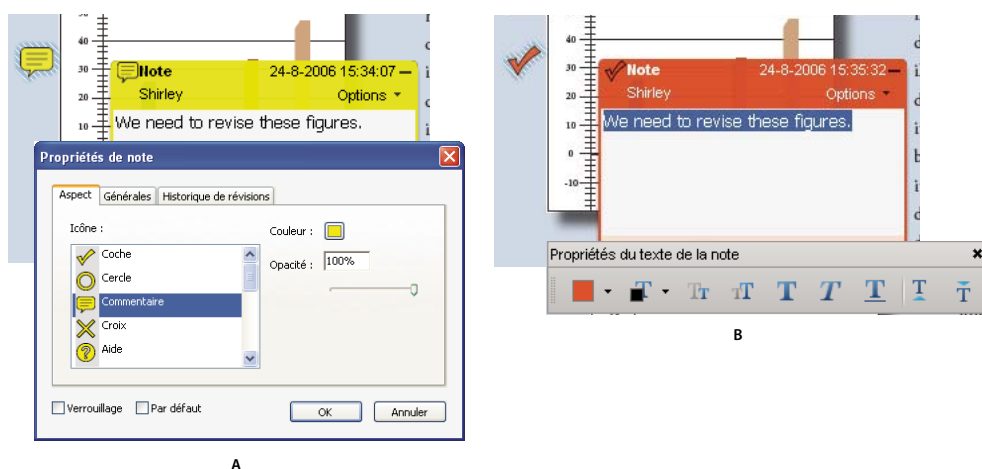 40
30
20
10
Note 24-8-2006 15:34:07
Shirley Options
We need to revise these figures.
Propriétés de note
Aspect Générales Historique de révisions
Icône :
Coche
Cercle
Commentaire
Croix
Aide
Couleur :
Opacité : 100%
Verrouillage Par défaut
OK Annuler
A
40
30
20
10
0
-10
Note 24-8-2006 15:35:32
Shirley Options
We need to revise these figures.
Propriétés du texte de la note
T TT TT T T T T T
B